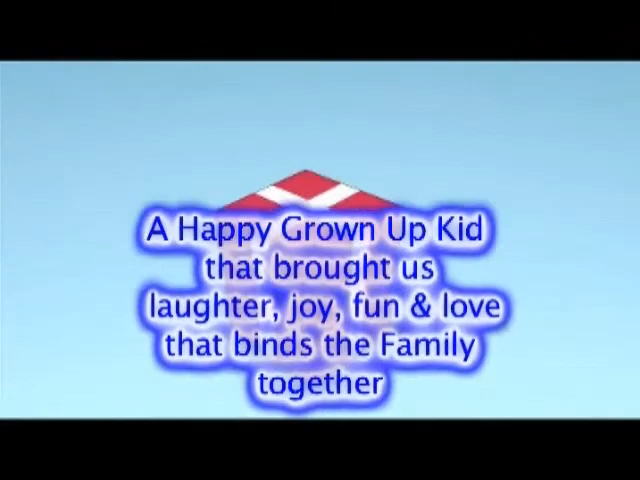 A Happy Grown Up Kid
that brought us
laughter, joy, fun & love
that binds the Family
together